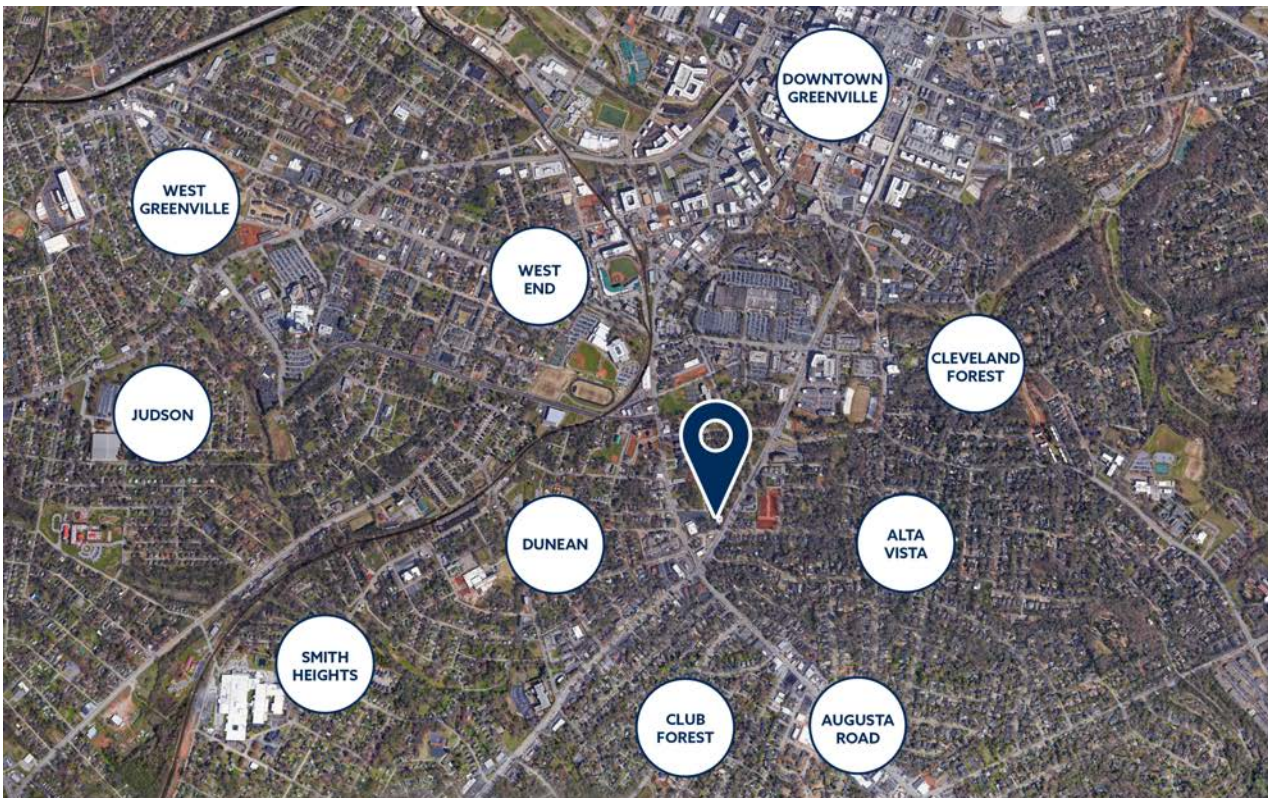 DOWNTOWN
GREENVILLE
WEST
GREENVILLE
WEST
END
CLEVELAND
FOREST
JUDSON
DUNEAN
ALTA
VISTA
SMITH
HEIGHTS
CLUB
FOREST
AUGUSTA
ROAD